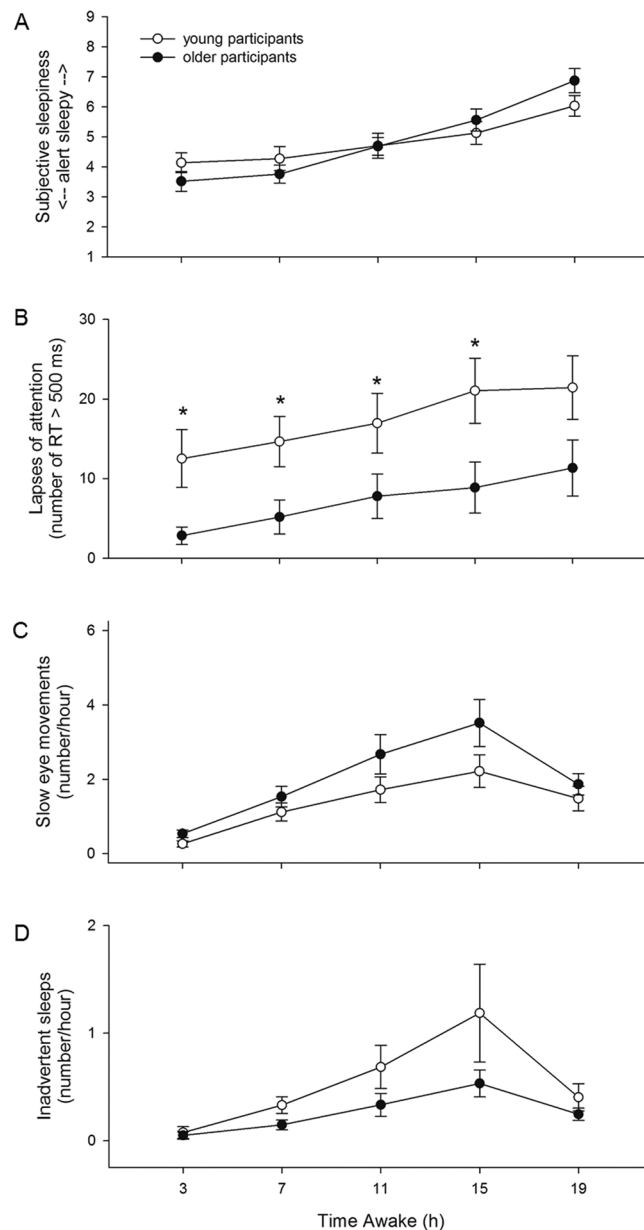 A
Subjective sleepiness
<-- alert sleepy -->
9
8
7
6
5
4
3
2
1
young participants
older participants
B
Lapses of attention
(number of RT > 500 ms)
30
20
10
0
*
*
*
*
C
Slow eye movements
(number/hour)
6
4
2
0
D
Inadvertent sleeps
(number/hour)
2
1
0
3 7 11 15 19
Time Awake (h)